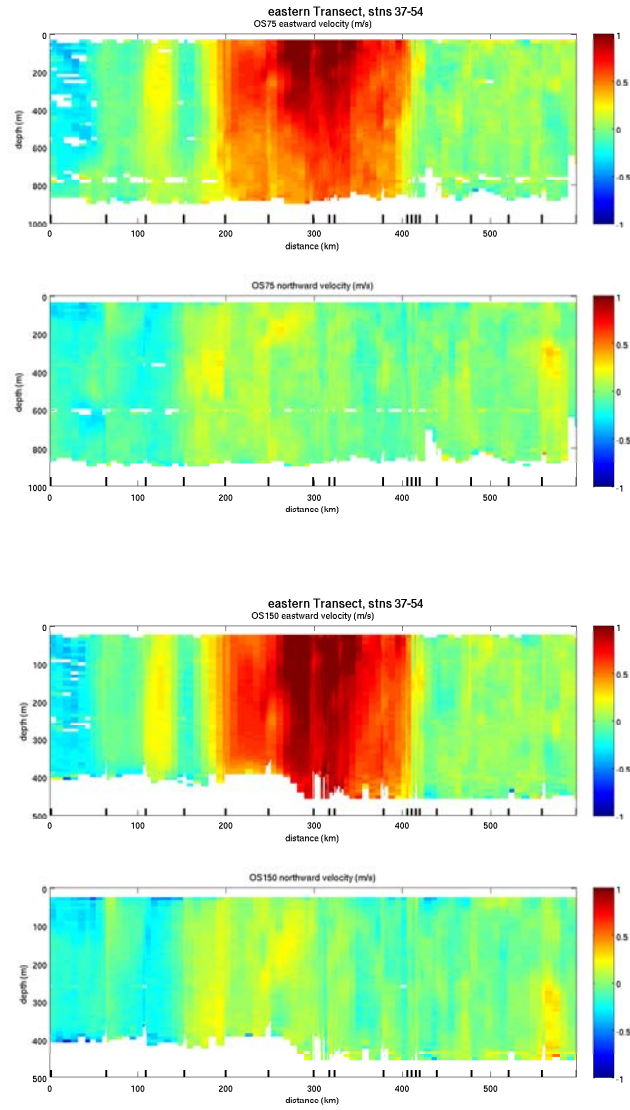 eastern Transect, stns 37-54
OS75 eastward velocity (m/s)
0
200
400
600
800
1000
depth (m)
0 100 200 300 400 500
distance (km)
1
0.5
0
-0.5
-1
OS75 northward velocity (m/s)
0
200
400
600
800
1000
depth (m)
0 100 200 300 400 500
distance (km)
1
0.5
0
-0.5
-1
eastern Transect, stns 37-54
OS150 eastward velocity (m/s)
0
100
200
300
400
500
depth (m)
0 100 200 300 400 500
distance (km)
1
0.5
0
-0.5
-1
OS150 northward velocity (m/s)
0
100
200
300
400
500
depth (m)
0 100 200 300 400 500
distance (km)
1
0.5
0
-0.5
-1